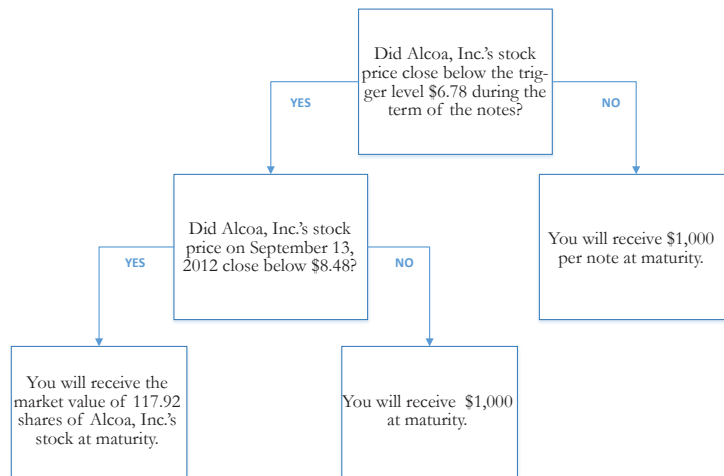 Did Alcoa, Inc.'s stock
price close below the trig-
ger level $6.78 during the
term of the notes?
YES
NO
Did Alcoa, Inc.'s stock
price on September 13,
2012 close below $8.48?
You will receive $1,000
per note at maturity.
YES
NO
You will receive the
market value of 117.92
shares of Alcoa, Inc.'s
stock at maturity.
You will receive $1,000
at maturity.